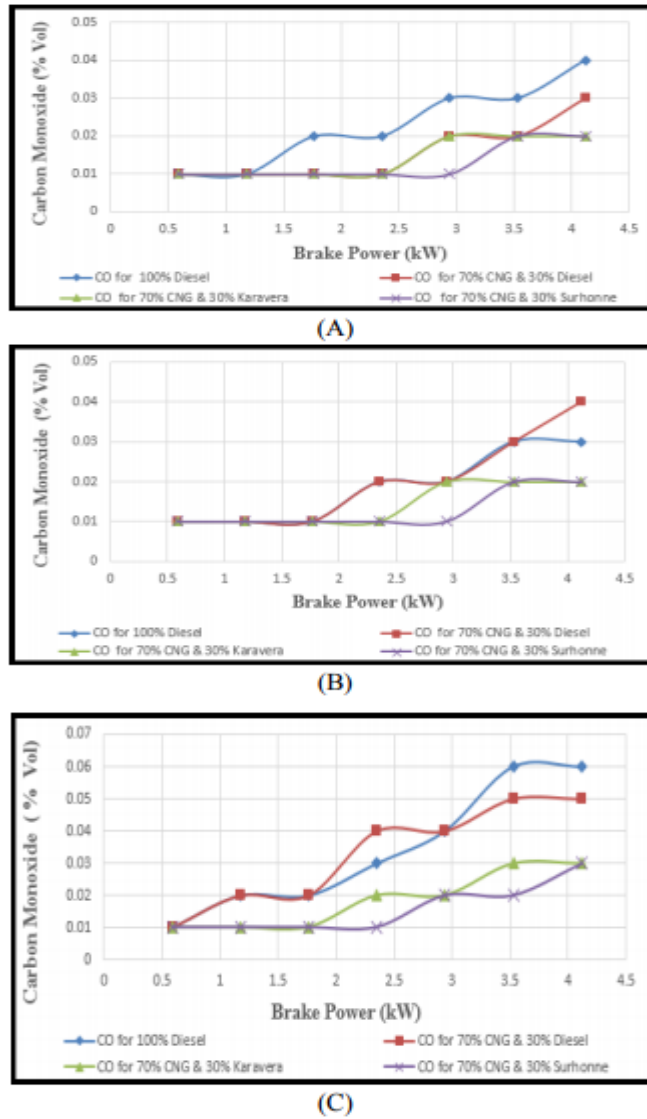 Carbon Monoxide (% Vol)
0.05
0.04
0.03
0.02
0.01
0
0 0.5 1 1.5 2 2.5 3 3.5 4 4.5
Brake Power (kW)
CO for 100% Diesel CO for 70% CNG & 30% Diesel
CO for 70% CNG & 30% Karavera CO for 70% CNG & 30% Surhonne
(A)
Carbon Monoxide (% Vol)
0.05
0.04
0.03
0.02
0.01
0
0 0.5 1 1.5 2 2.5 3 3.5 4 4.5
Brake Power (kW)
CO for 100% Diesel CO for 70% CNG & 30% Diesel
CO for 70% CNG & 30% Karavera CO for 70% CNG & 30% Surhonne
(B)
Carbon Monoxide ( % Vol)
0.07
0.06
0.05
0.04
0.03
0.02
0.01
0
0 0.5 1 1.5 2 2.5 3 3.5 4 4.5
Brake Power (kW)
CO for 100% Diesel CO for 70% CNG & 30% Diesel
CO for 70% CNG & 30% Karavera CO for 70% CNG & 30% Surhonne
(C)